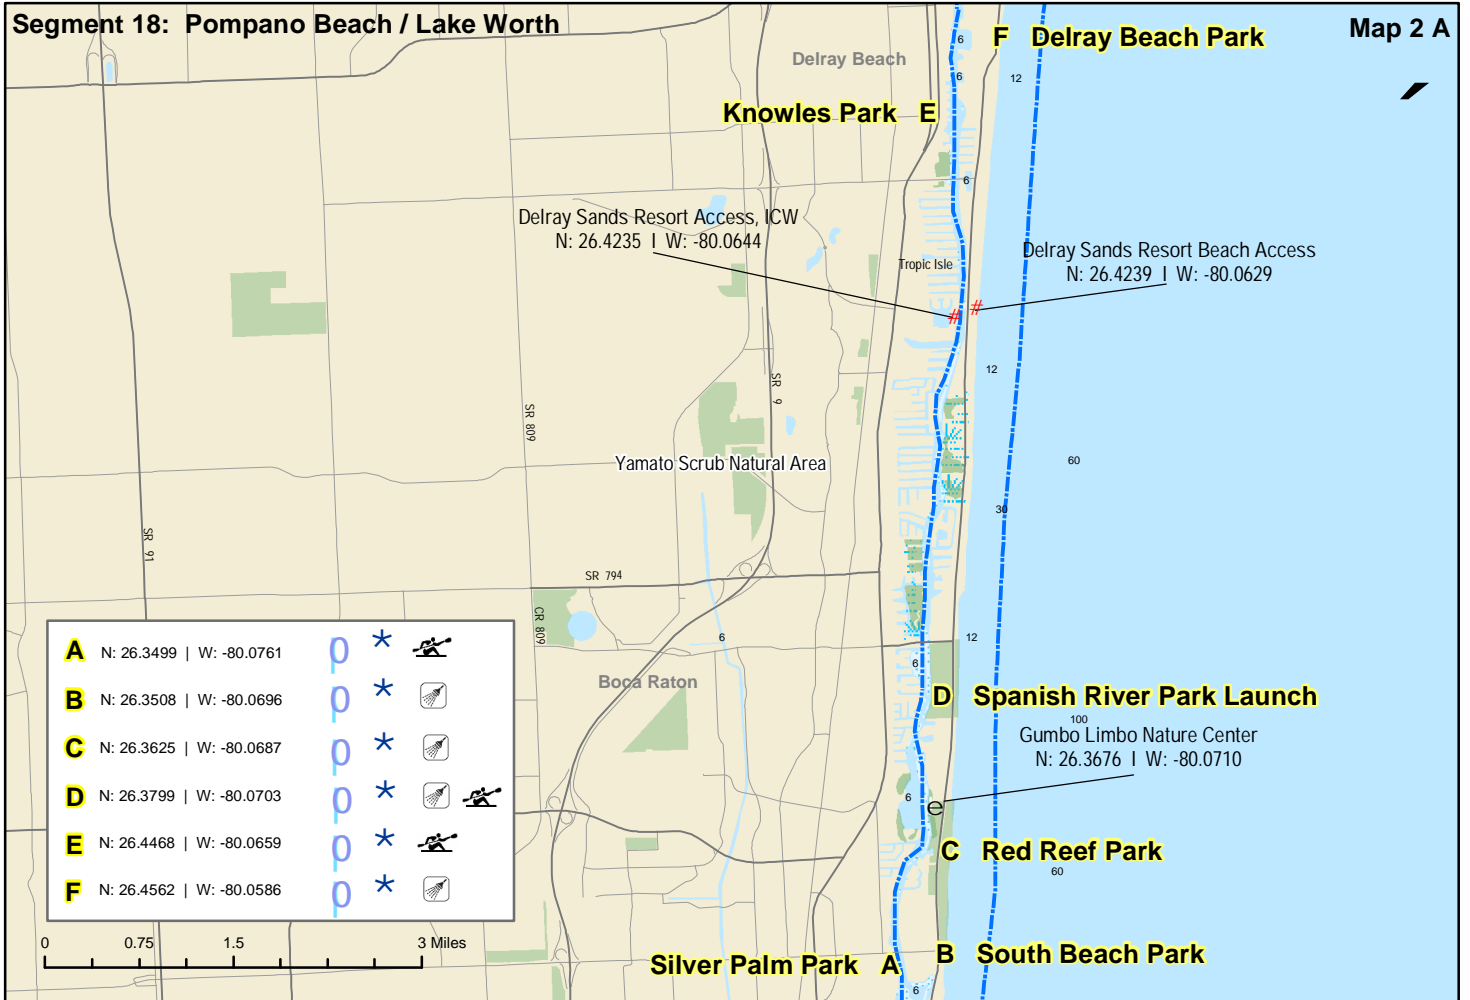 Segment 18: Pompano Beach / Lake Worth
Map 2 A
F Delray Beach Park
6
Delray Beach
6
12
Knowles Park E
6
Delray Sands Resort Access, ICW
N: 26.4235 | W: -80.0644
Delray Sands Resort Beach Access
N: 26.4239 | W: -80.0629
Tropic Isle
#
#
12
SR 9
SR 809
Yamato Scrub Natural Area
60
30
SR 91
SR 794
CR 809
6
12
6
Boca Raton
D Spanish River Park Launch
100
Gumbo Limbo Nature Center
N: 26.3676 | W: -80.0710
6
e
C Red Reef Park
60
A N: 26.3499 | W: -80.0761 p *
B N: 26.3508 | W: -80.0696 p *
C N: 26.3625 | W: -80.0687 p *
D N: 26.3799 | W: -80.0703 p *
E N: 26.4468 | W: -80.0659 p *
F N: 26.4562 | W: -80.0586 p *
0 0.75 1.5 3 Miles
Silver Palm Park A
B South Beach Park
6